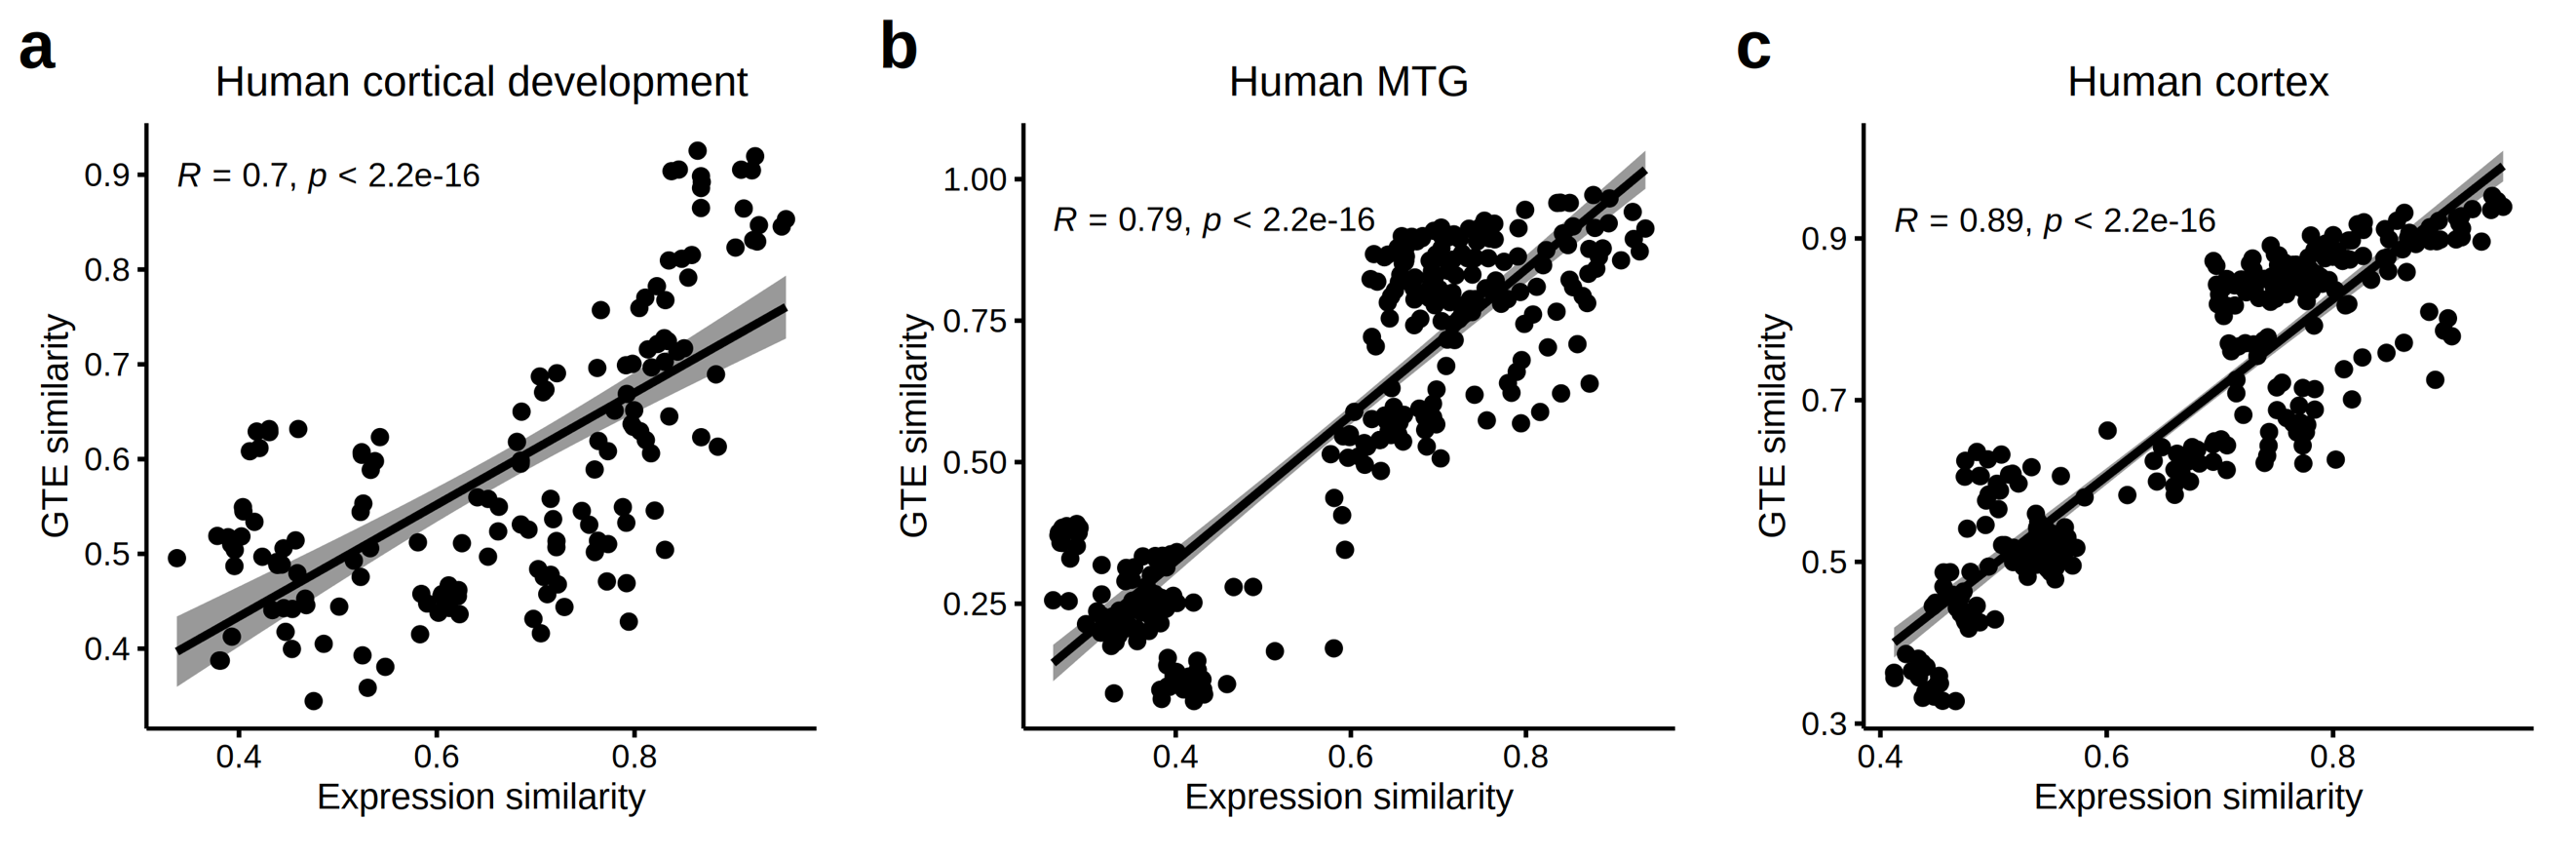 a
Human cortical development
R = 0.7, p < 2.2e-16
GTE similarity
0.9
0.8
0.7
0.6
0.5
0.4
0.4 0.6 0.8
Expression similarity
b
Human MTG
R = 0.79, p < 2.2e-16
GTE similarity
1.00
0.75
0.50
0.25
0.4 0.6 0.8
Expression similarity
c
Human cortex
R = 0.89, p < 2.2e-16
GTE similarity
0.9
0.7
0.5
0.3
0.4 0.6 0.8
Expression similarity